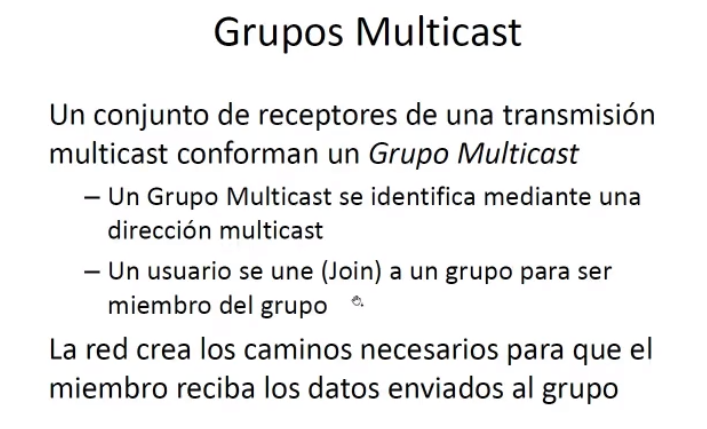 Grupos Multicast
Un conjunto de receptores de una transmisión
multicast conforman un Grupo Multicast
– Un Grupo Multicast se identifica mediante una
dirección multicast
– Un usuario se une (Join) a un grupo para ser
miembro del grupo
La red crea los caminos necesarios para que el
miembro reciba los datos enviados al grupo